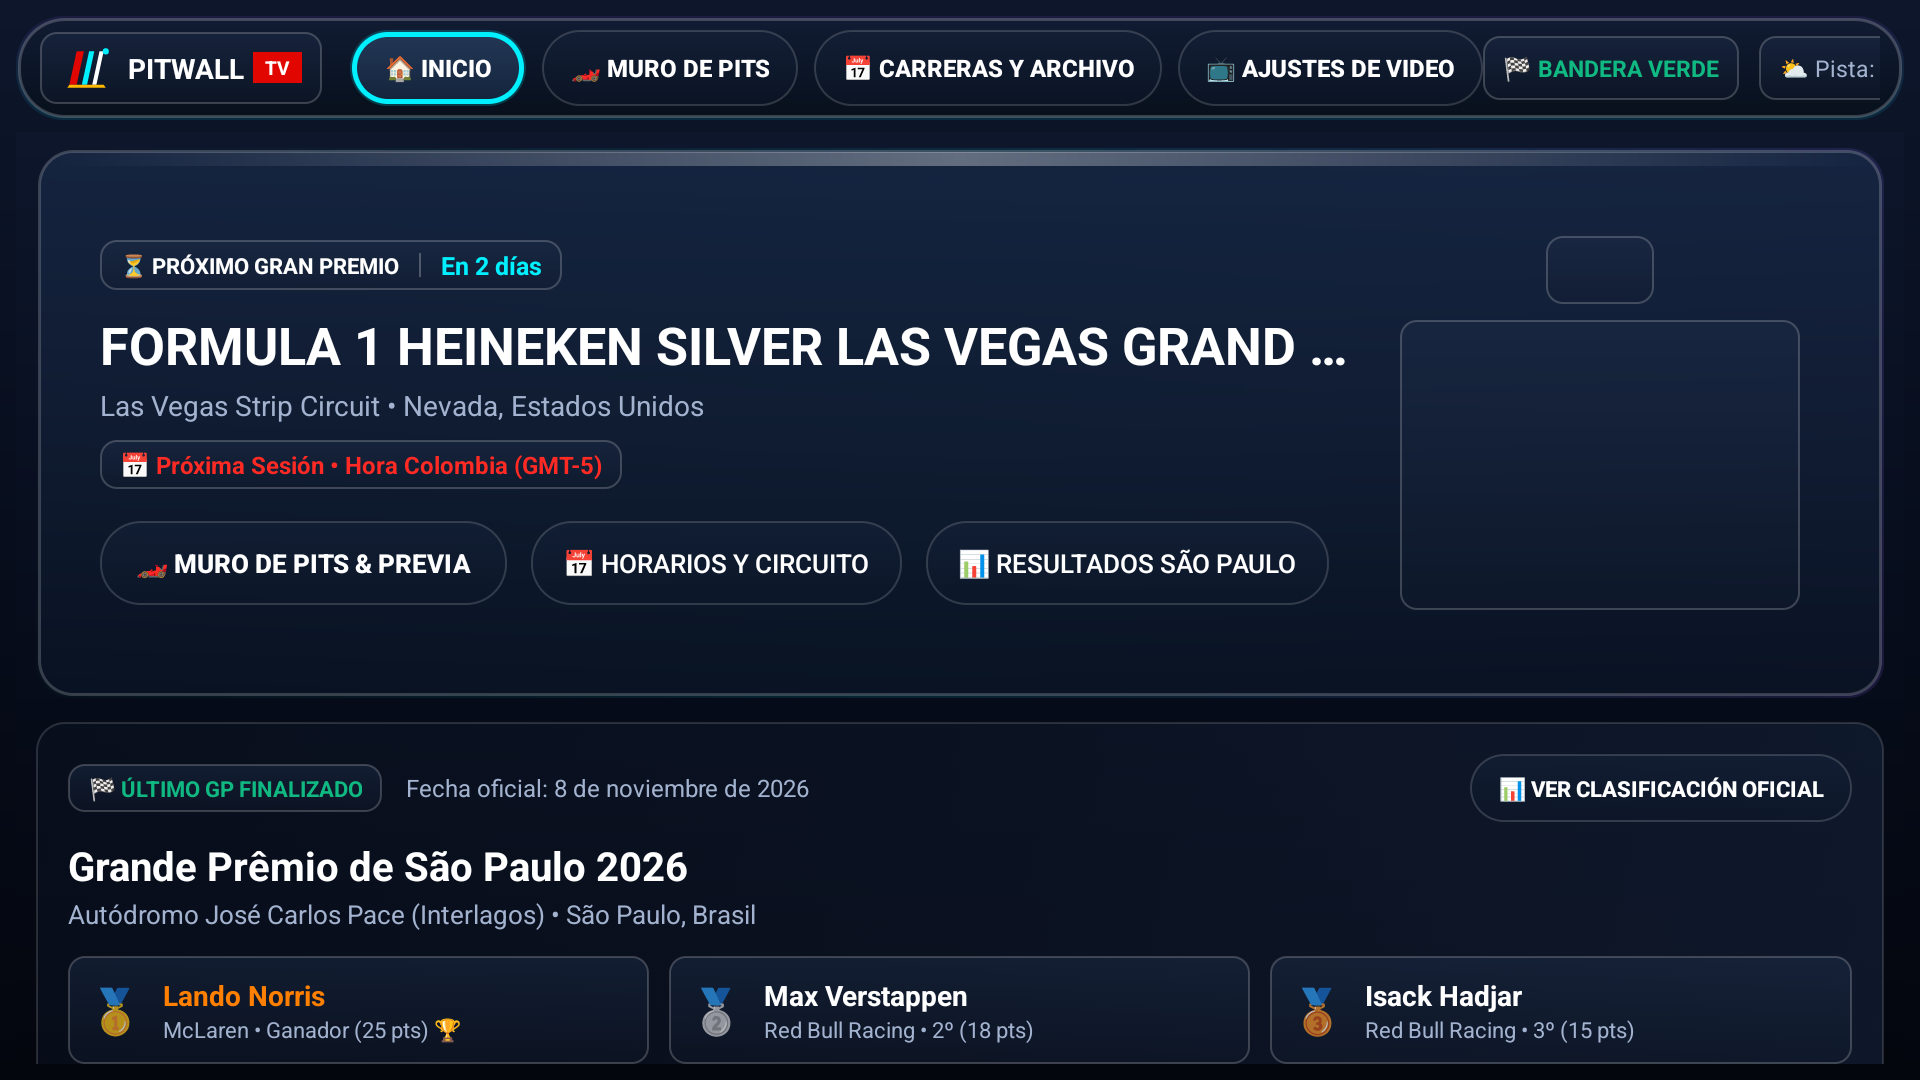 PITWALL TV
🏠 INICIO
🏎️ MURO DE PITS
📅 CARRERAS Y ARCHIVO
📺 AJUSTES DE VIDEO
🏁 BANDERA VERDE
⛅ Pista:
⏳ PRÓXIMO GRAN PREMIO | En 2 días
FORMULA 1 HEINEKEN SILVER LAS VEGAS GRAND ...
Las Vegas Strip Circuit • Nevada, Estados Unidos
📅 Próxima Sesión • Hora Colombia (GMT-5)
🏎️ MURO DE PITS & PREVIA
📅 HORARIOS Y CIRCUITO
📊 RESULTADOS SÃO PAULO
🏁 ÚLTIMO GP FINALIZADO
Fecha oficial: 8 de noviembre de 2026
📊 VER CLASIFICACIÓN OFICIAL
Grande Prêmio de São Paulo 2026
Autódromo José Carlos Pace (Interlagos) • São Paulo, Brasil
🥇 Lando Norris
McLaren • Ganador (25 pts) 🏆
🥈 Max Verstappen
Red Bull Racing • 2º (18 pts)
🥉 Isack Hadjar
Red Bull Racing • 3º (15 pts)